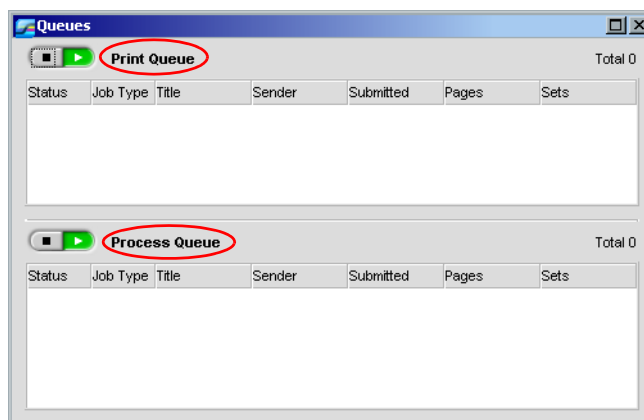 Queues
Print Queue Total 0
Status Job Type Title Sender Submitted Pages Sets
Process Queue Total 0
Status Job Type Title Sender Submitted Pages Sets